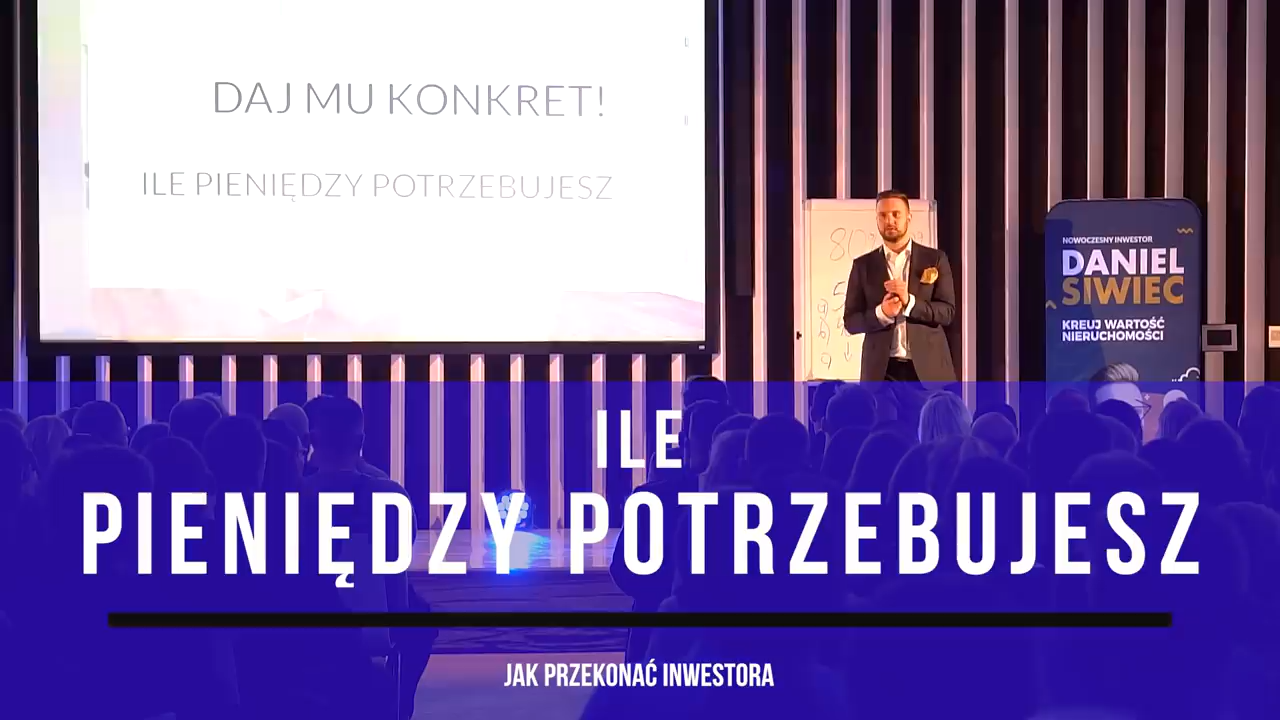 DAJ MU KONKRET!
ILE PIENIĘDZY POTRZEBUJESZ
80
NOWOCZESNY INWESTOR
DANIEL
SIWIEC
KREUJ WARTOŚĆ
NIERUCHOMOŚCI
ILE
PIENIĘDZY POTRZEBUJESZ
JAK PRZEKONAĆ INWESTORA